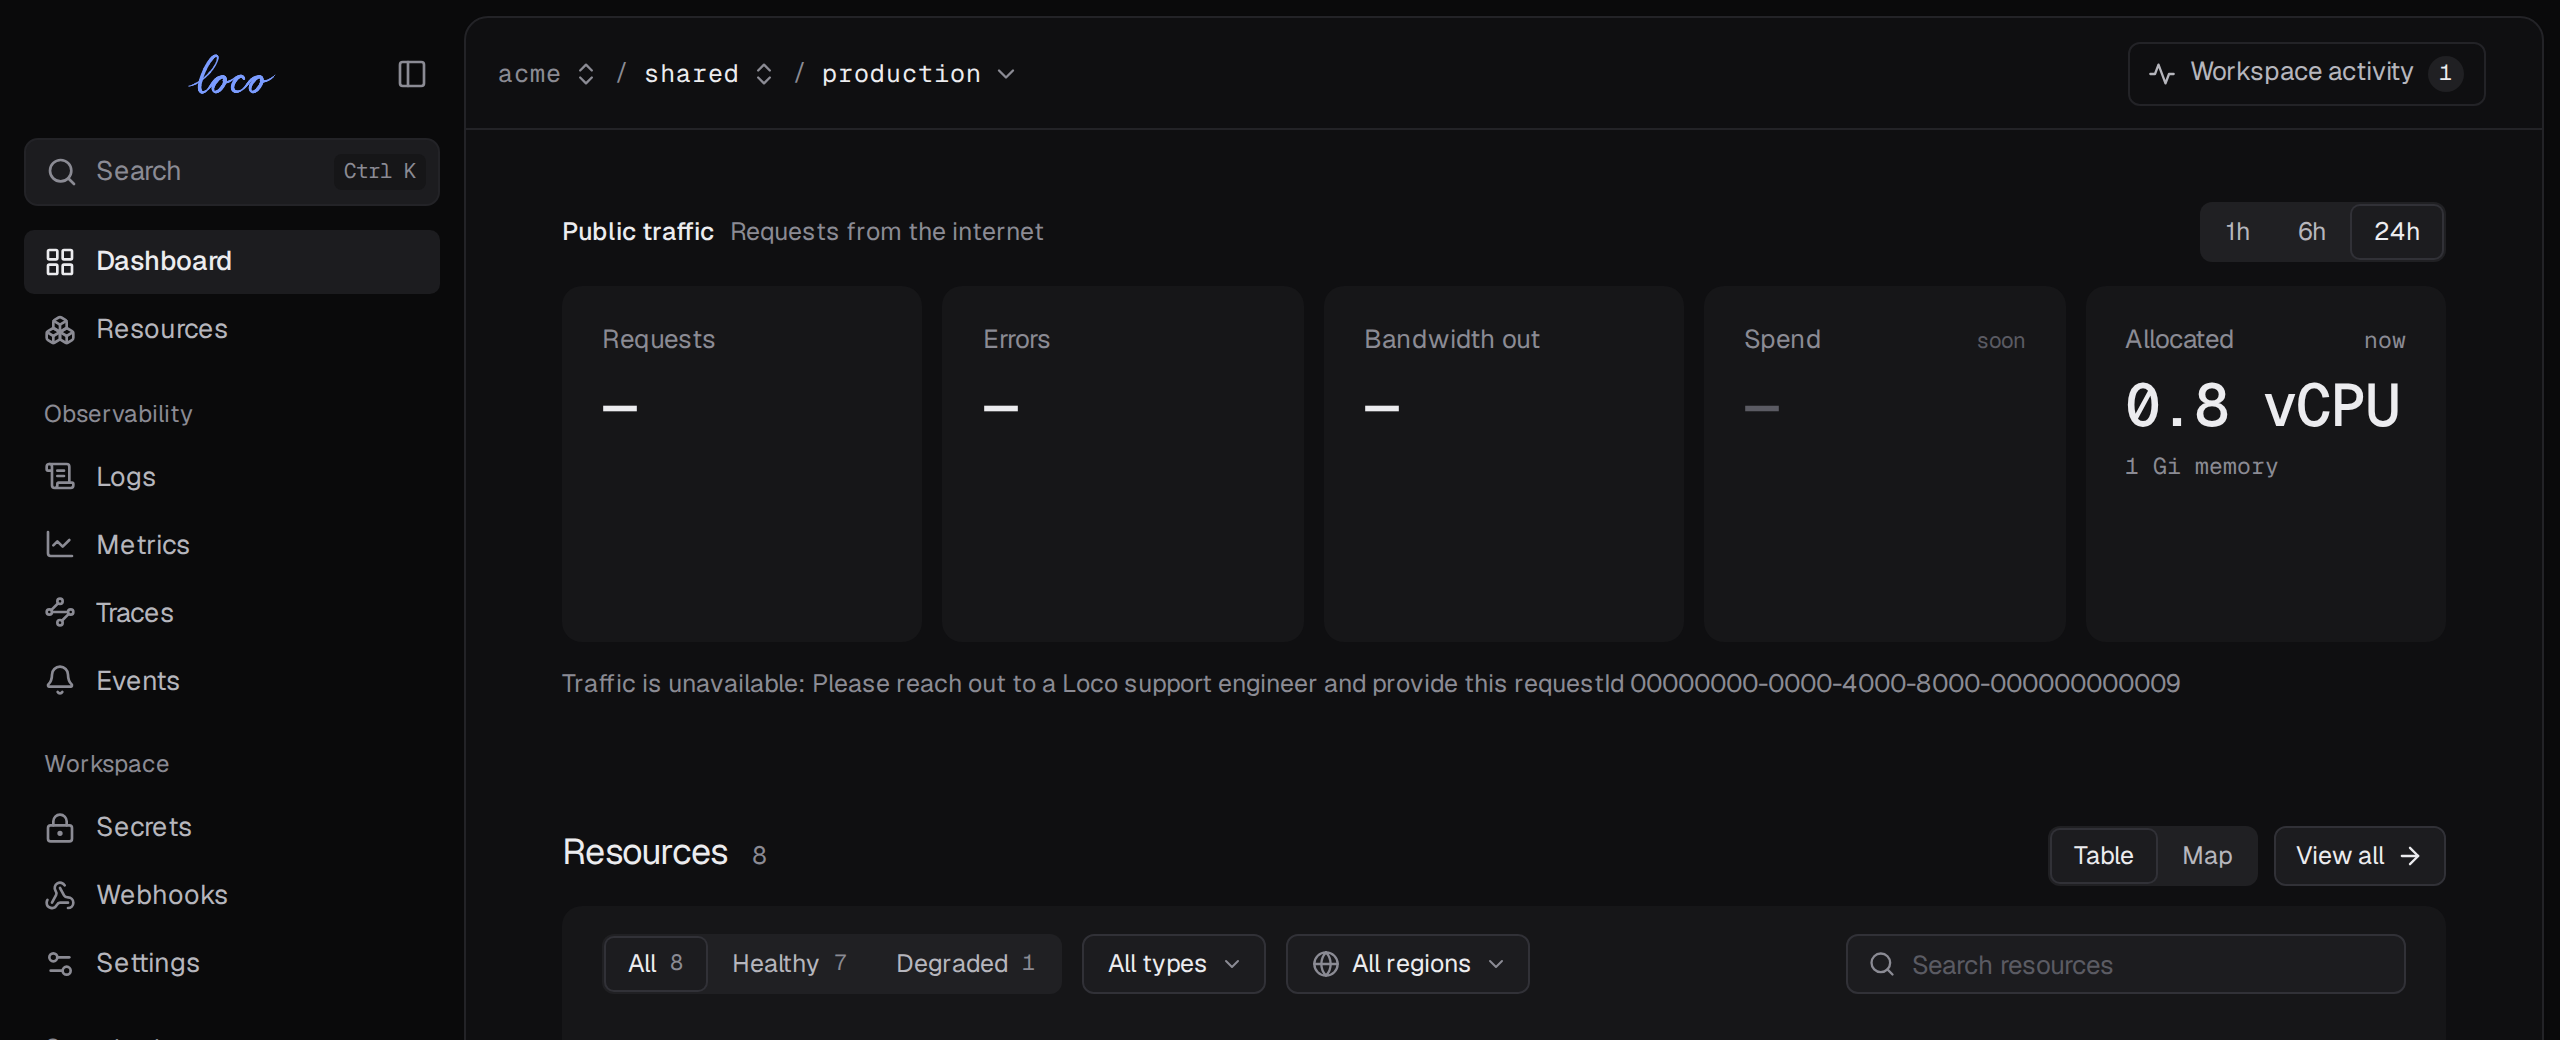 loco
acme / shared / production
Workspace activity 1
Search Ctrl K
Dashboard
Resources
Observability
Logs
Metrics
Traces
Events
Workspace
Secrets
Webhooks
Settings
Public traffic Requests from the internet
1h 6h 24h
Requests
—
Errors
—
Bandwidth out
—
Spend soon
—
Allocated now
0.8 vCPU
1 Gi memory
Traffic is unavailable: Please reach out to a Loco support engineer and provide this requestId 00000000-0000-4000-8000-000000000009
Resources 8
Table Map View all
All 8 Healthy 7 Degraded 1 All types All regions Search resources